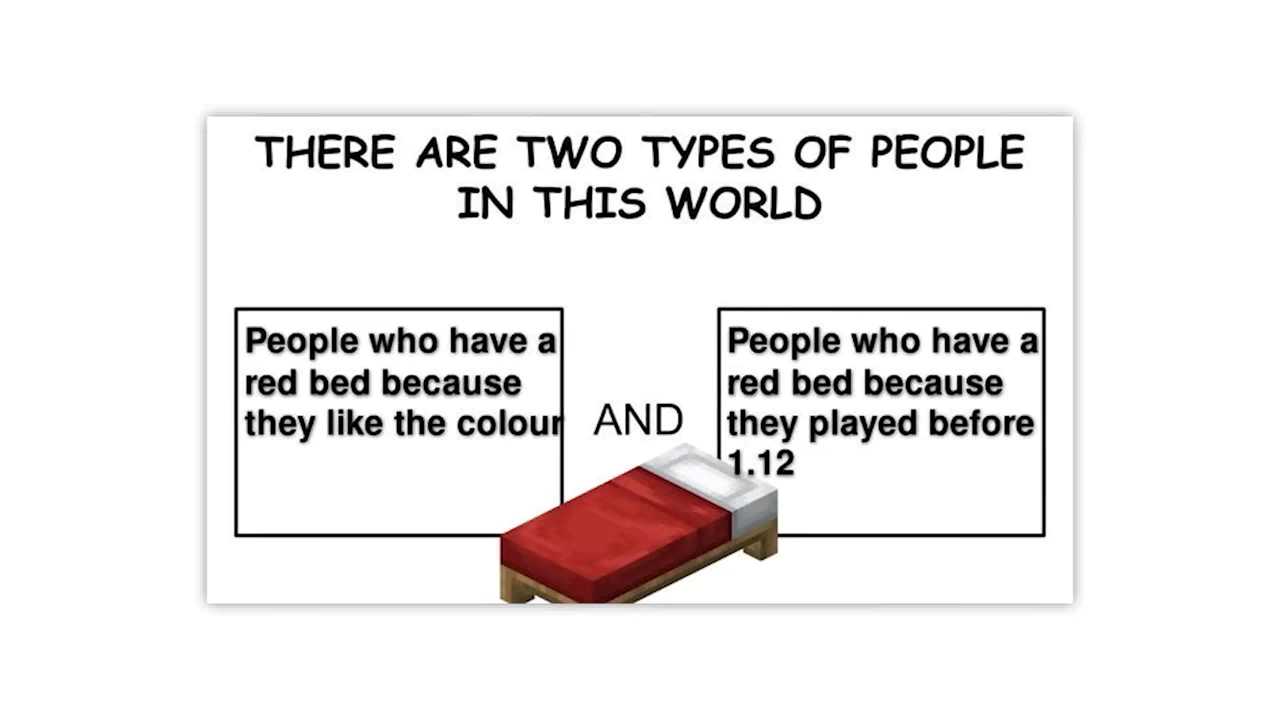 THERE ARE TWO TYPES OF PEOPLE
IN THIS WORLD
People who have a
red bed because
they like the colour
AND
People who have a
red bed because
they played before
1.12